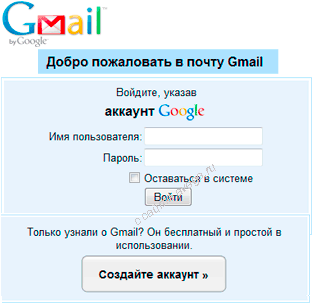 Gmail™
by Google
Добро пожаловать в почту Gmail
Войдите, указав
аккаунт Google
Имя пользователя:
Пароль:
Оставаться в системе
Войти
Только узнали о Gmail? Он бесплатный и простой в
использовании.
Создайте аккаунт »